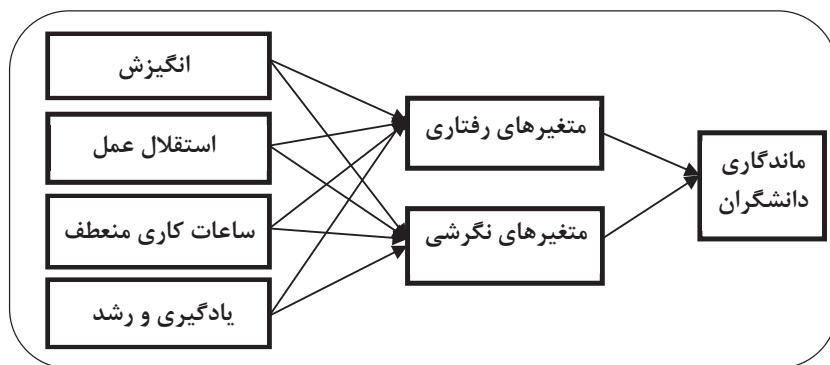 انگیزش
استقلال عمل
ساعات کاری منعطف
یادگیری و رشد
متغیرهای رفتاری
متغیرهای نگرشی
ماندگاری
دانشگران